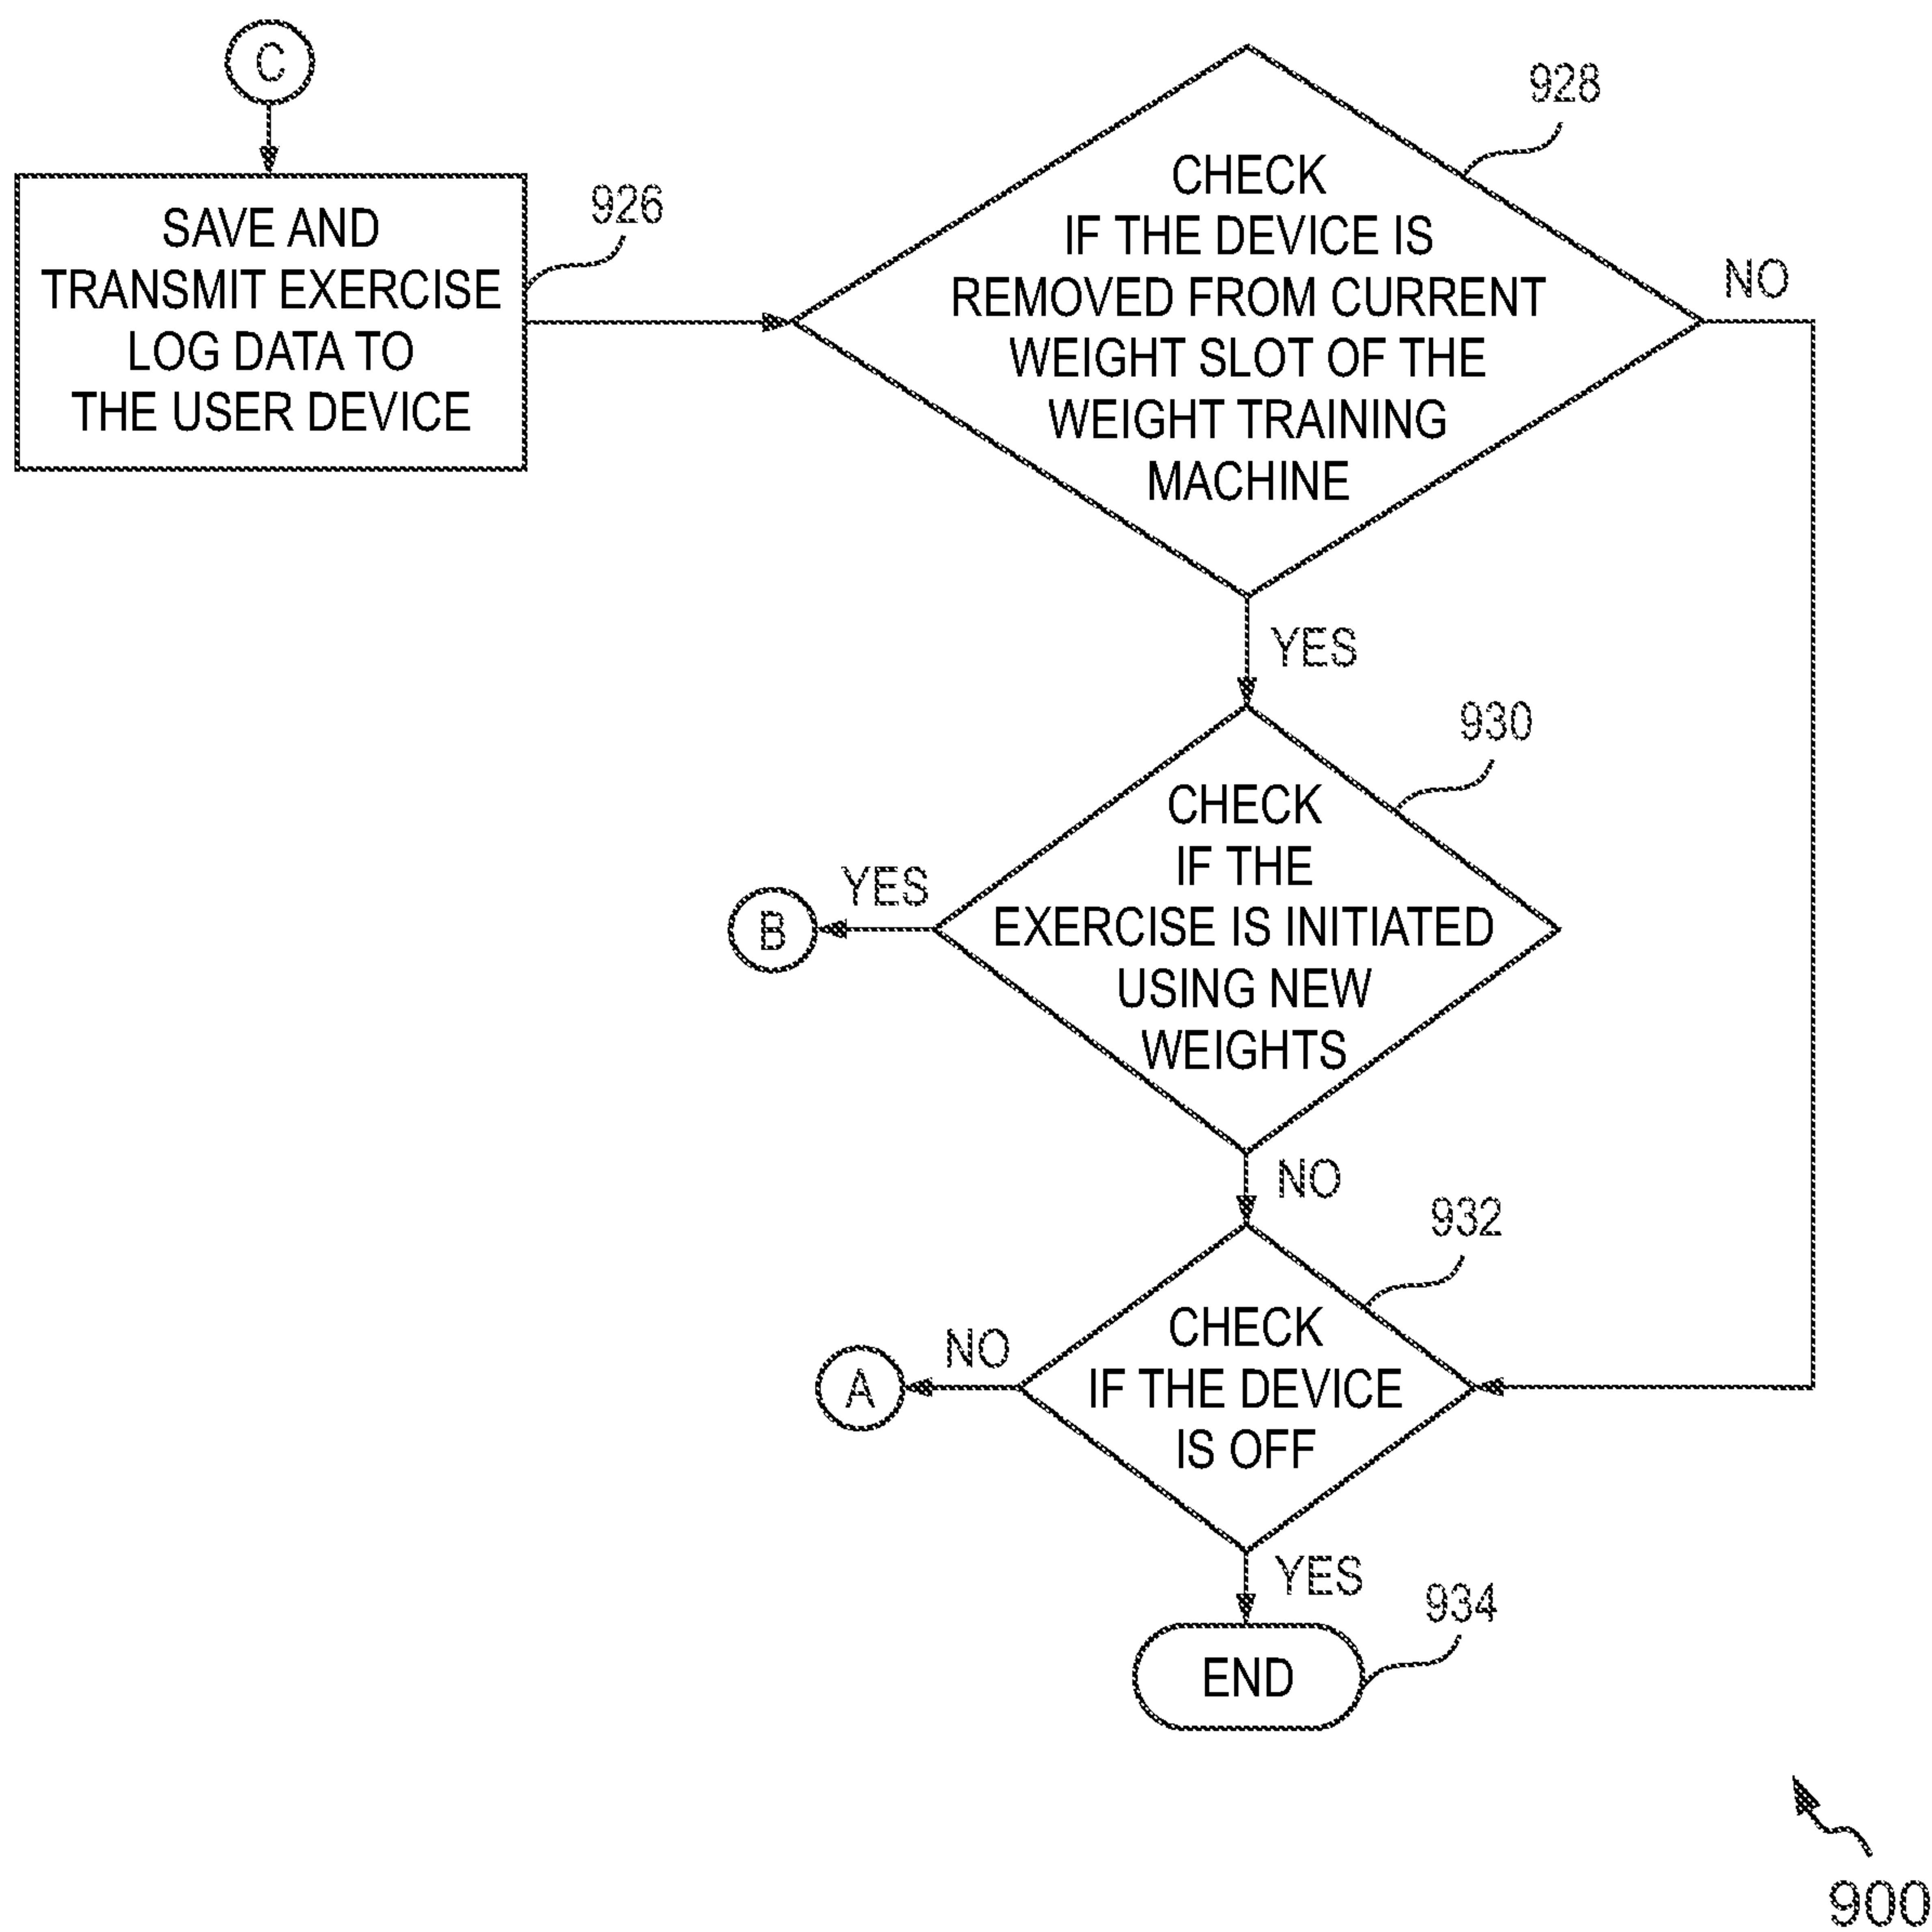 C
SAVE AND
TRANSMIT EXERCISE
LOG DATA TO
THE USER DEVICE
926
CHECK
IF THE DEVICE IS
REMOVED FROM CURRENT
WEIGHT SLOT OF THE
WEIGHT TRAINING
MACHINE
928
NO
YES
CHECK
IF THE
EXERCISE IS INITIATED
USING NEW
WEIGHTS
930
YES
B
NO
CHECK
IF THE DEVICE
IS OFF
932
NO
A
YES
END
934
900